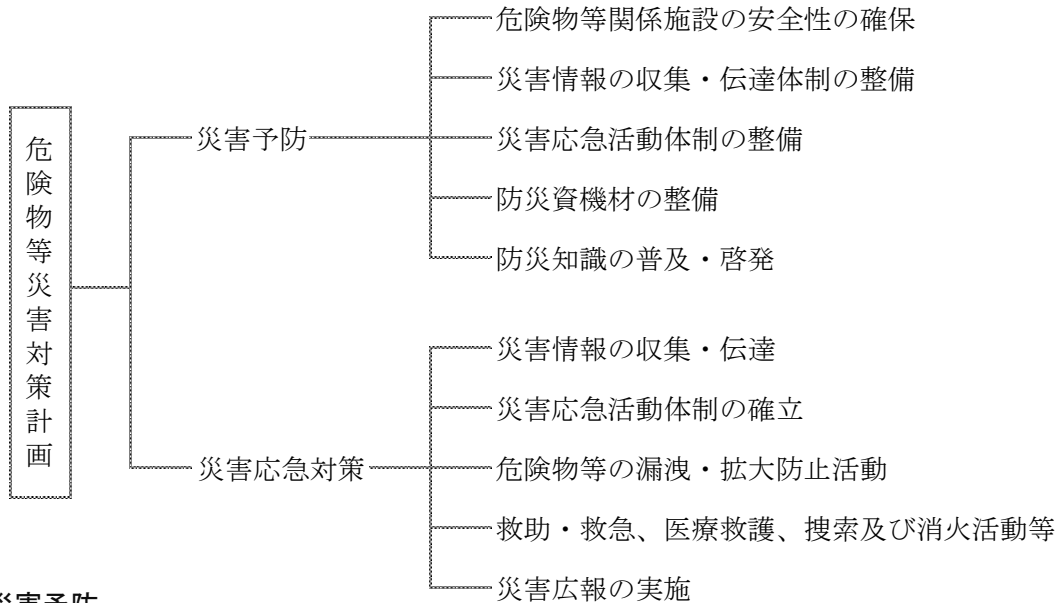 危険物等災害対策計画
災害予防
危険物等関係施設の安全性の確保
災害情報の収集・伝達体制の整備
災害応急活動体制の整備
防災資機材の整備
防災知識の普及・啓発
災害応急対策
災害情報の収集・伝達
災害応急活動体制の確立
危険物等の漏洩・拡大防止活動
救助・救急、医療救護、捜索及び消火活動等
災害広報の実施
災害予防